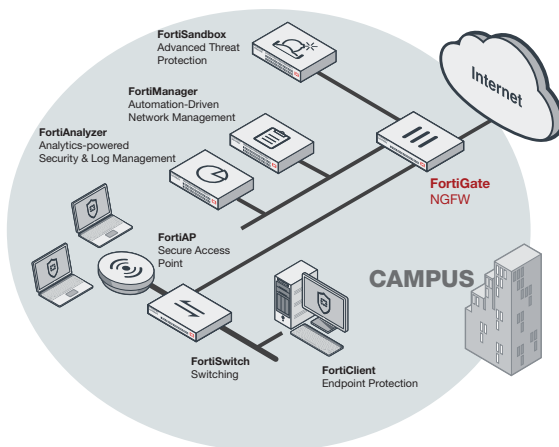 FortiSandbox
Advanced Threat
Protection
FortiManager
Automation-Driven
Network Management
FortiAnalyzer
Analytics-powered
Security & Log Management
Internet
FortiGate
NGFW
FortiAP
Secure Access
Point
CAMPUS
FortiSwitch
Switching
FortiClient
Endpoint Protection